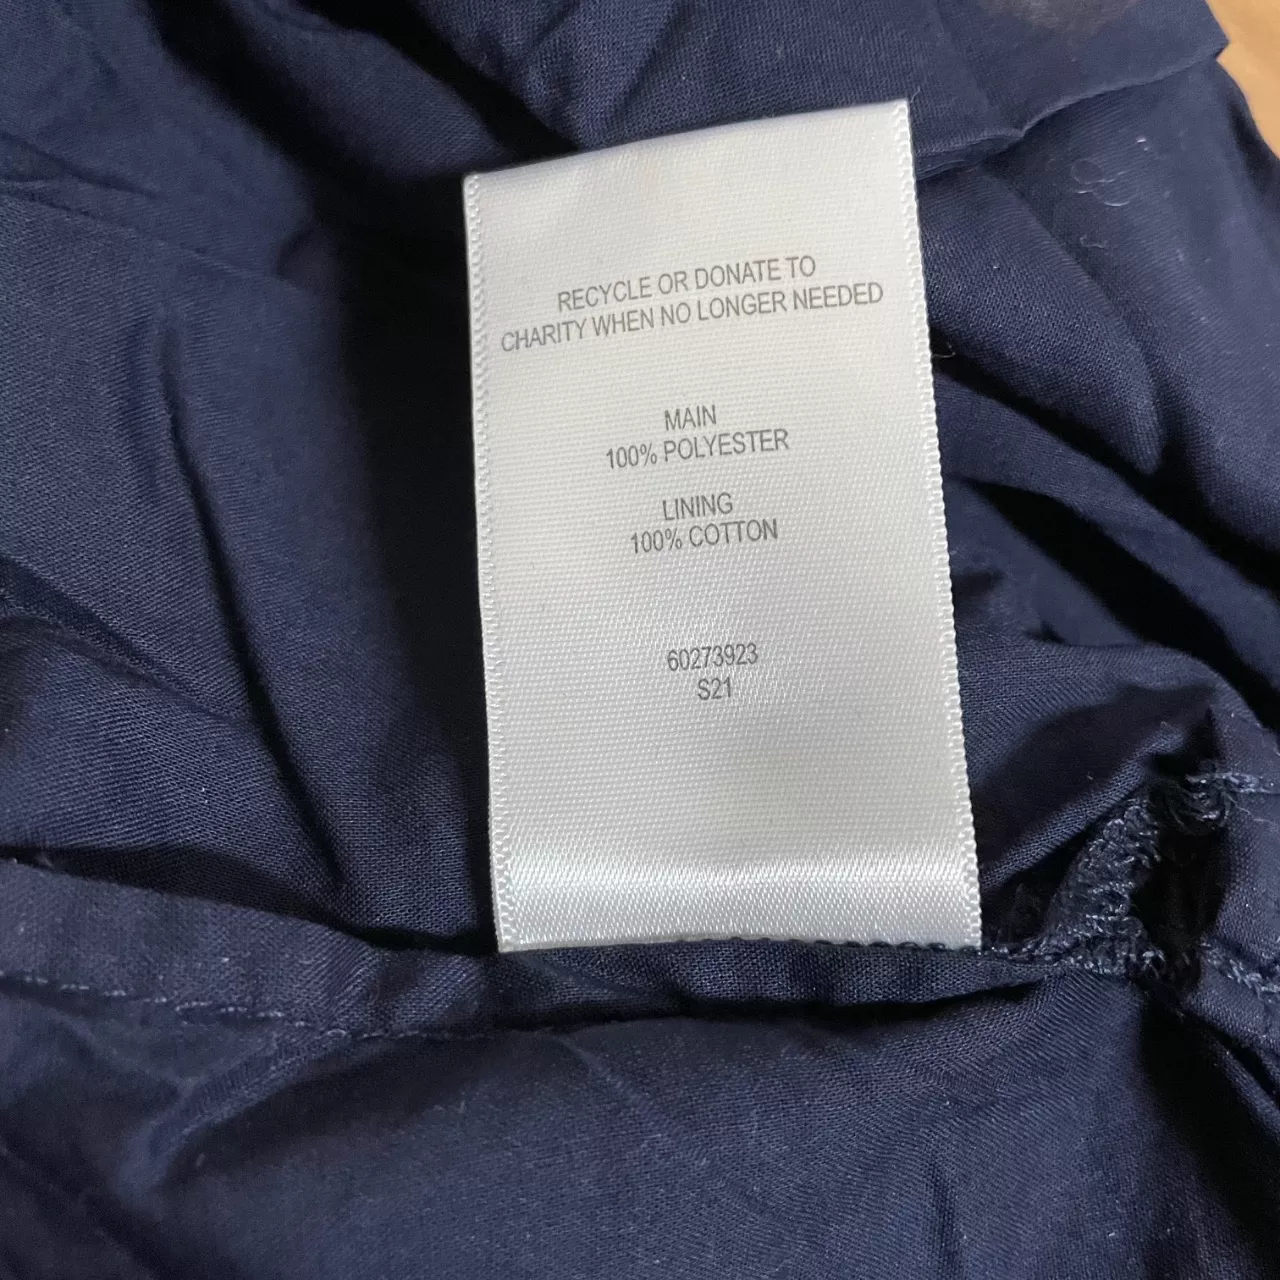 RECYCLE OR DONATE TO
CHARITY WHEN NO LONGER NEEDED
MAIN
100% POLYESTER
LINING
100% COTTON
60273923
S21